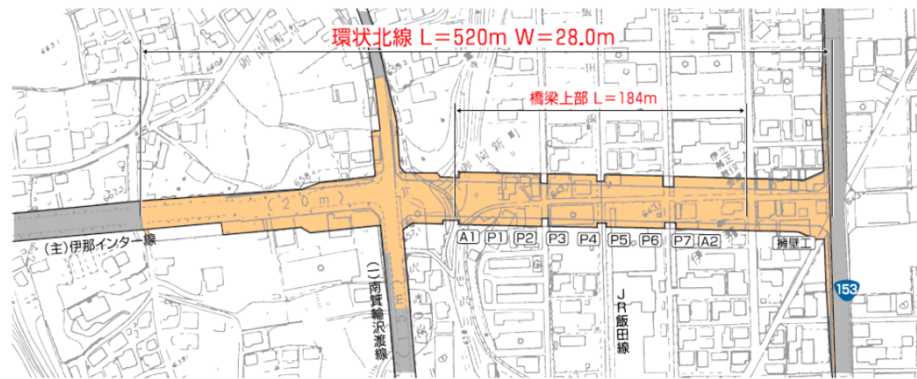 環状北線 L=520m W=28.0m
橋梁上部 L=184m
(20m)
(主)伊那インター線
A1 P1 P2 P3 P4 P5 P6 P7 A2
擁壁工
(一)南箕輪沢渡線
JR飯田線
153